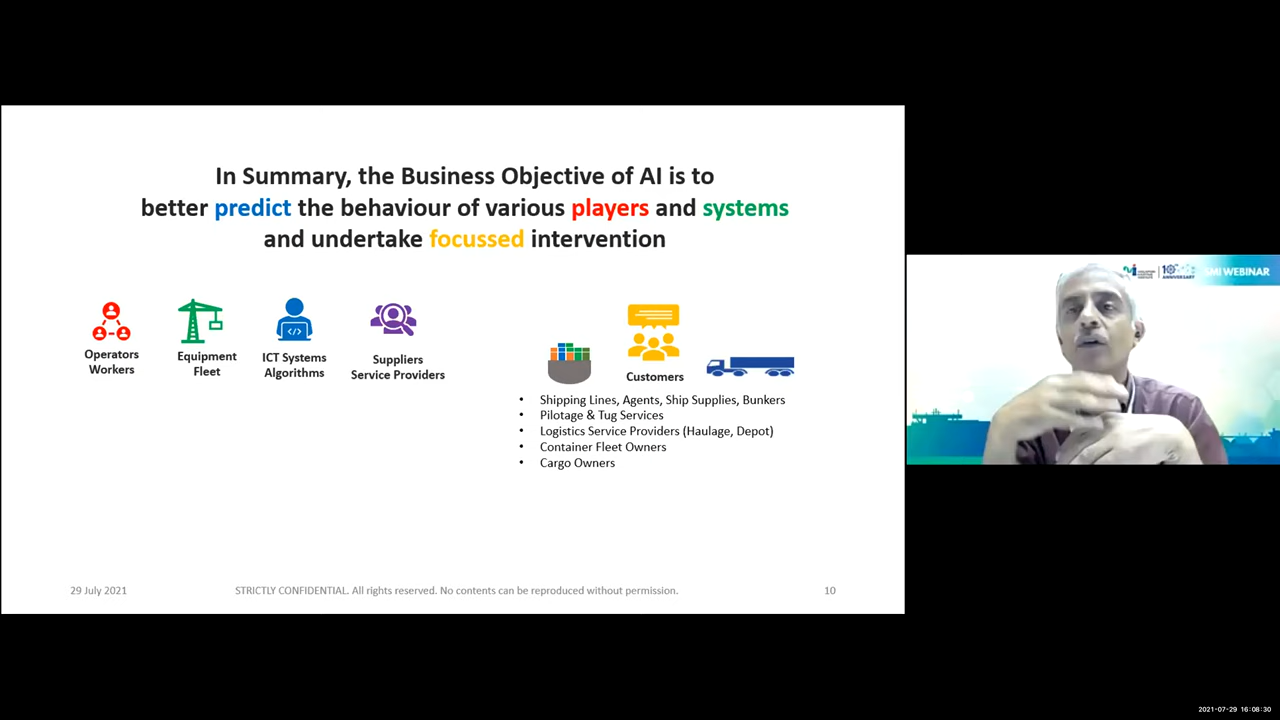 In Summary, the Business Objective of AI is to
better predict the behaviour of various players and systems
and undertake focussed intervention
Operators
Workers
Equipment
Fleet
ICT Systems
Algorithms
Suppliers
Service Providers
Customers
• Shipping Lines, Agents, Ship Supplies, Bunkers
• Pilotage & Tug Services
• Logistics Service Providers (Haulage, Depot)
• Container Fleet Owners
• Cargo Owners
29 July 2021
STRICTLY CONFIDENTIAL. All rights reserved. No contents can be reproduced without permission.
10
ANNIVERSARY
MI WEBINAR
2021-07-29 16:08:30